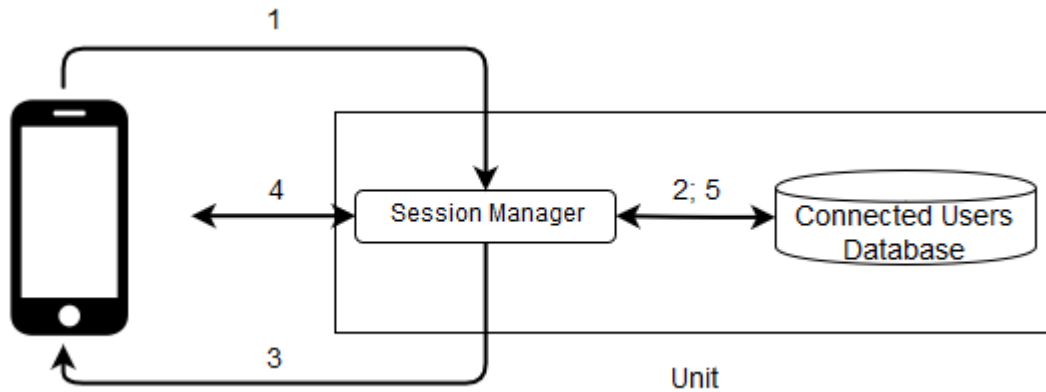 1
4
Session Manager
2; 5
Connected Users
Database
3
Unit